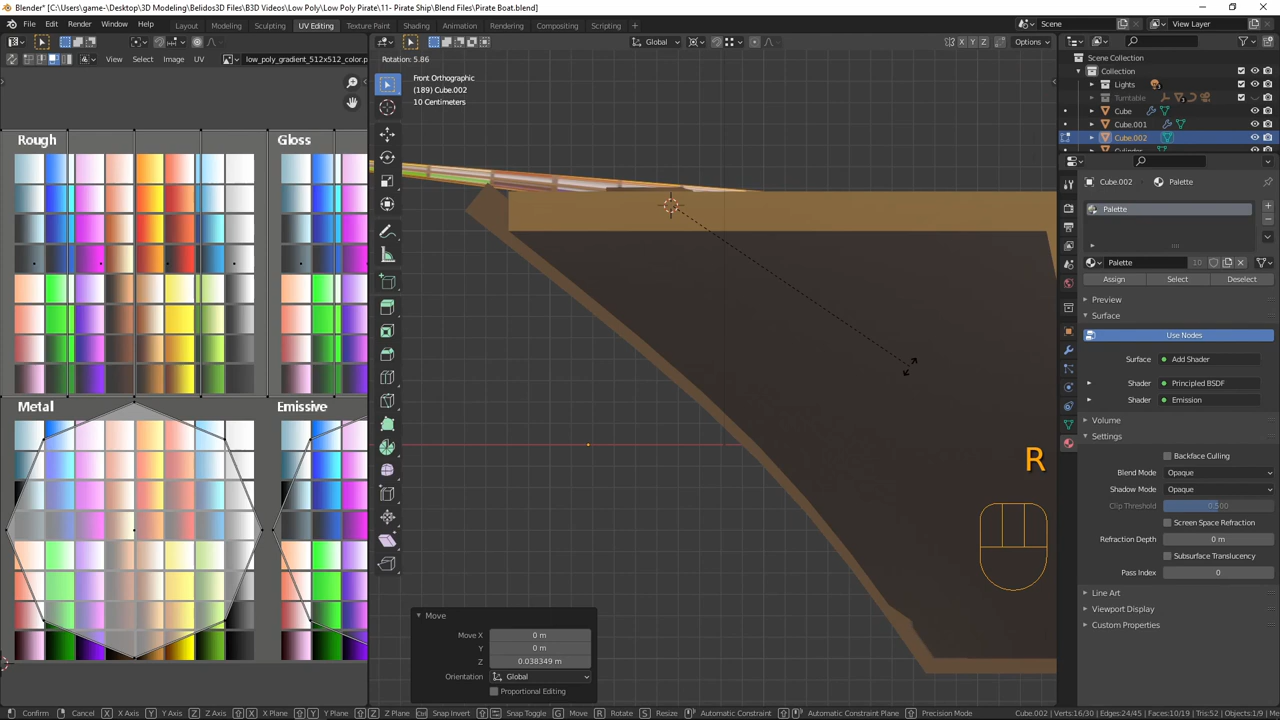 Blender* [C:\Users\game-\Desktop\3D Modeling\Belidos3D\B3D Videos\Low Poly\Low Poly Pirate\11- Pirate Ship\Blend Files\Pirate Boat.blend]
File Edit Render Window Help Layout Modeling Sculpting UV Editing Texture Paint Shading Animation Rendering Compositing Scripting + Scene View Layer
Global X Y Z Options
View Select Image UV low_poly_gradient_512x512_color.p
Rotation: 5.86
Front Orthographic
(189) Cube.002
10 Centimeters
Scene Collection
Collection
Lights
Turntable
Cube
Cube.001
Cube.002
Cylinder
Rough Gloss
Metal Emissive
Cube.002 Palette
Palette
Palette 10
Assign Select Deselect
Preview
Surface
Use Nodes
Surface: Add Shader
Shader: Principled BSDF
Shader: Emission
Volume
Settings
Backface Culling
Blend Mode Opaque
Shadow Mode Opaque
Clip Threshold 0.500
Screen Space Refraction
Refraction Depth 0 m
Subsurface Translucency
Pass Index 0
Line Art
Viewport Display
Custom Properties
R
Move
Move X 0 m
Y 0 m
Z 0.038349 m
Orientation Global
Proportional Editing
Confirm Cancel X X Axis Y Y Axis Z Z Axis X X Plane Y Y Plane Z Z Plane Snap Invert Snap Toggle G Move R Rotate S Resize Automatic Constraint Automatic Constraint Plane Precision Mode Cube.002 | Verts:16/30 | Edges:24/45 | Faces:10/19 | Tris:52 | Objects:1/9 | Mo